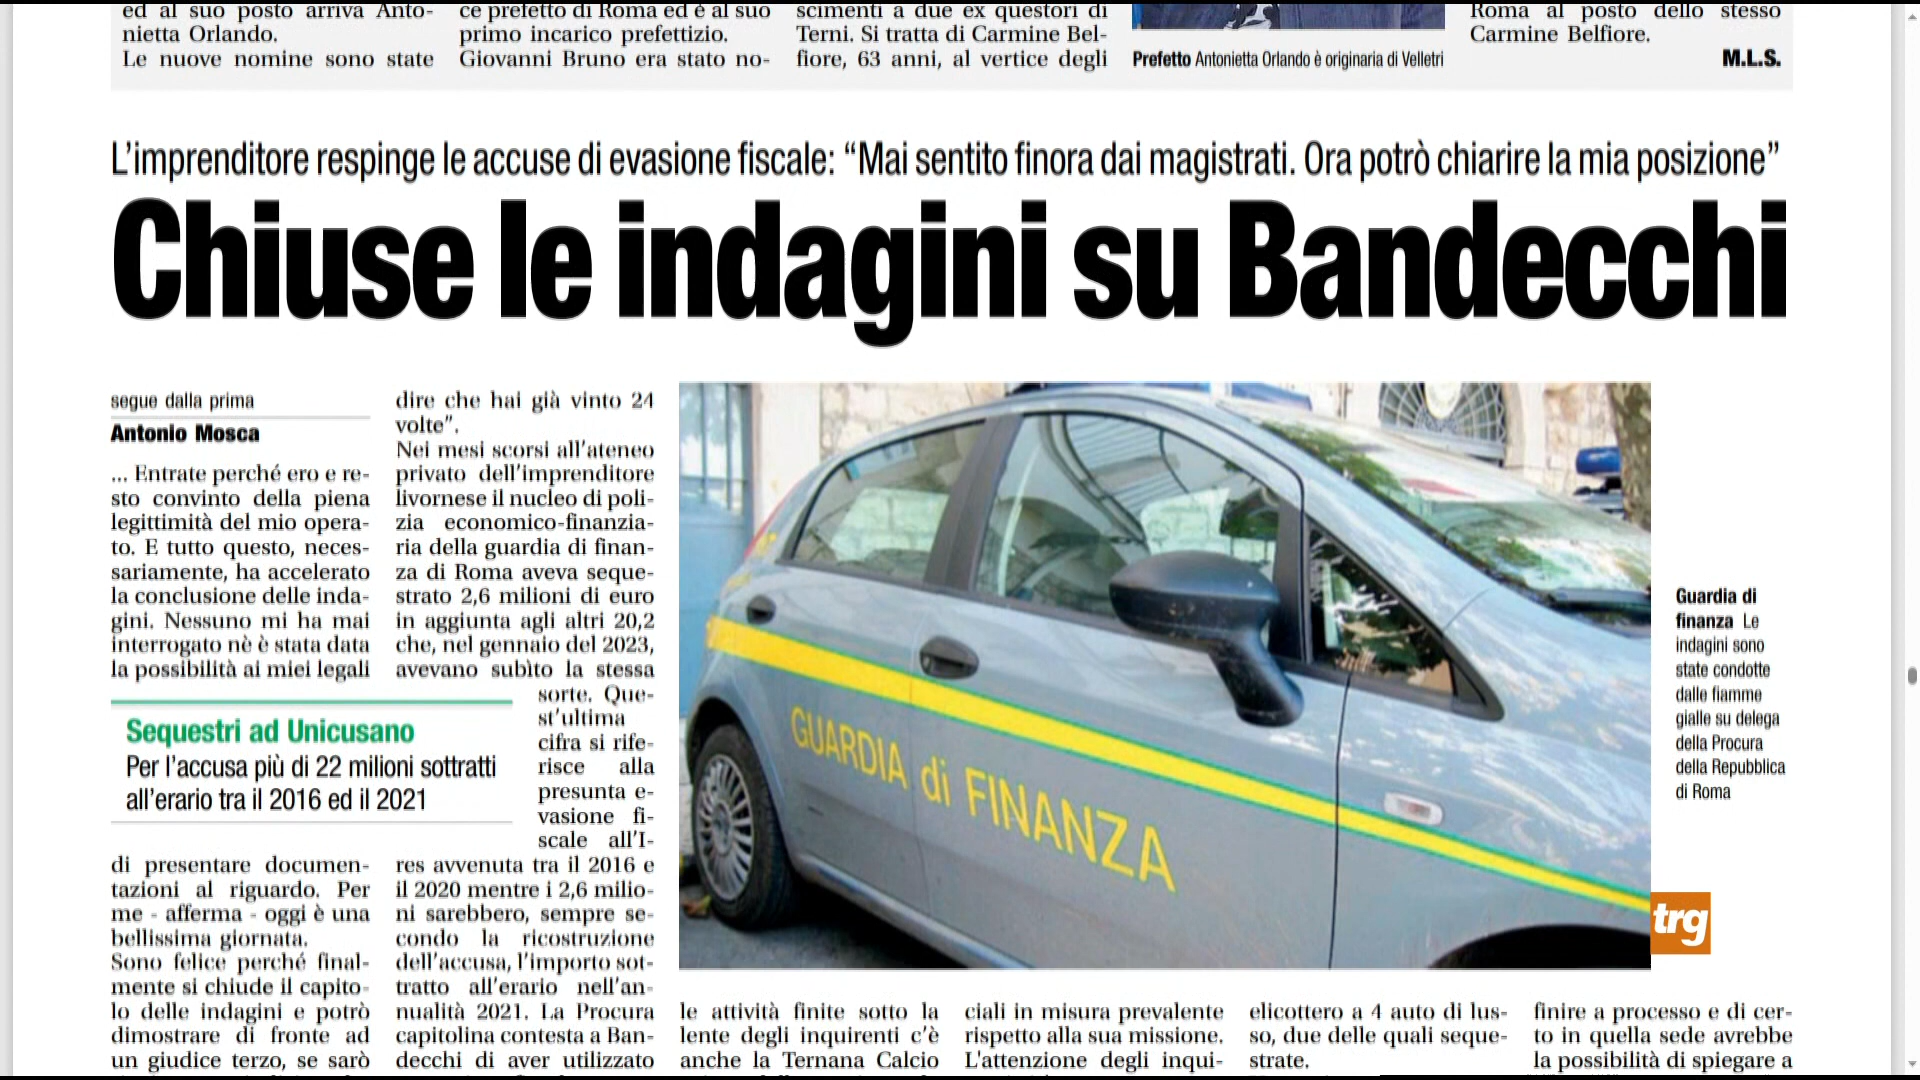 ed al suo posto arriva Anto-
nietta Orlando.
Le nuove nomine sono state
ce prefetto di Roma ed è al suo
primo incarico prefettizio.
Giovanni Bruno era stato no-
scimenti a due ex questori di
Terni. Si tratta di Carmine Bel-
fiore, 63 anni, al vertice degli
Prefetto Antonietta Orlando è originaria di Velletri
Roma al posto dello stesso
Carmine Belfiore.
M.L.S.
L'imprenditore respinge le accuse di evasione fiscale: “Mai sentito finora dai magistrati. Ora potrò chiarire la mia posizione”
Chiuse le indagini su Bandecchi
segue dalla prima
Antonio Mosca
... Entrate perché ero e re-
sto convinto della piena
legittimità del mio opera-
to. E tutto questo, neces-
sariamente, ha accelerato
la conclusione delle inda-
gini. Nessuno mi ha mai
interrogato nè è stata data
la possibilità ai miei legali
Sequestri ad Unicusano
Per l'accusa più di 22 milioni sottratti
all'erario tra il 2016 ed il 2021
di presentare documen-
tazioni al riguardo. Per
me - afferma - oggi è una
bellissima giornata.
Sono felice perché final-
mente si chiude il capito-
lo delle indagini e potrò
dimostrare di fronte ad
un giudice terzo, se sarò
dire che hai già vinto 24
volte”.
Nei mesi scorsi all'ateneo
privato dell'imprenditore
livornese il nucleo di poli-
zia economico-finanzia-
ria della guardia di finan-
za di Roma aveva seque-
strato 2,6 milioni di euro
in aggiunta agli altri 20,2
che, nel gennaio del 2023,
avevano subìto la stessa
sorte. Que-
st'ultima
cifra si rife-
risce alla
presunta e-
vasione fi-
scale all'I-
res avvenuta tra il 2016 e
il 2020 mentre i 2,6 milio-
ni sarebbero, sempre se-
condo la ricostruzione
dell'accusa, l'importo sot-
tratto all'erario nell'an-
nualità 2021. La Procura
capitolina contesta a Ban-
decchi di aver utilizzato
GUARDIA di FINANZA
Guardia di
finanza Le
indagini sono
state condotte
dalle fiamme
gialle su delega
della Procura
della Repubblica
di Roma
trg
le attività finite sotto la
lente degli inquirenti c'è
anche la Ternana Calcio
ciali in misura prevalente
rispetto alla sua missione.
L'attenzione degli inqui-
elicottero a 4 auto di lus-
so, due delle quali seque-
strate.
finire a processo e di cer-
to in quella sede avrebbe
la possibilità di spiegare a